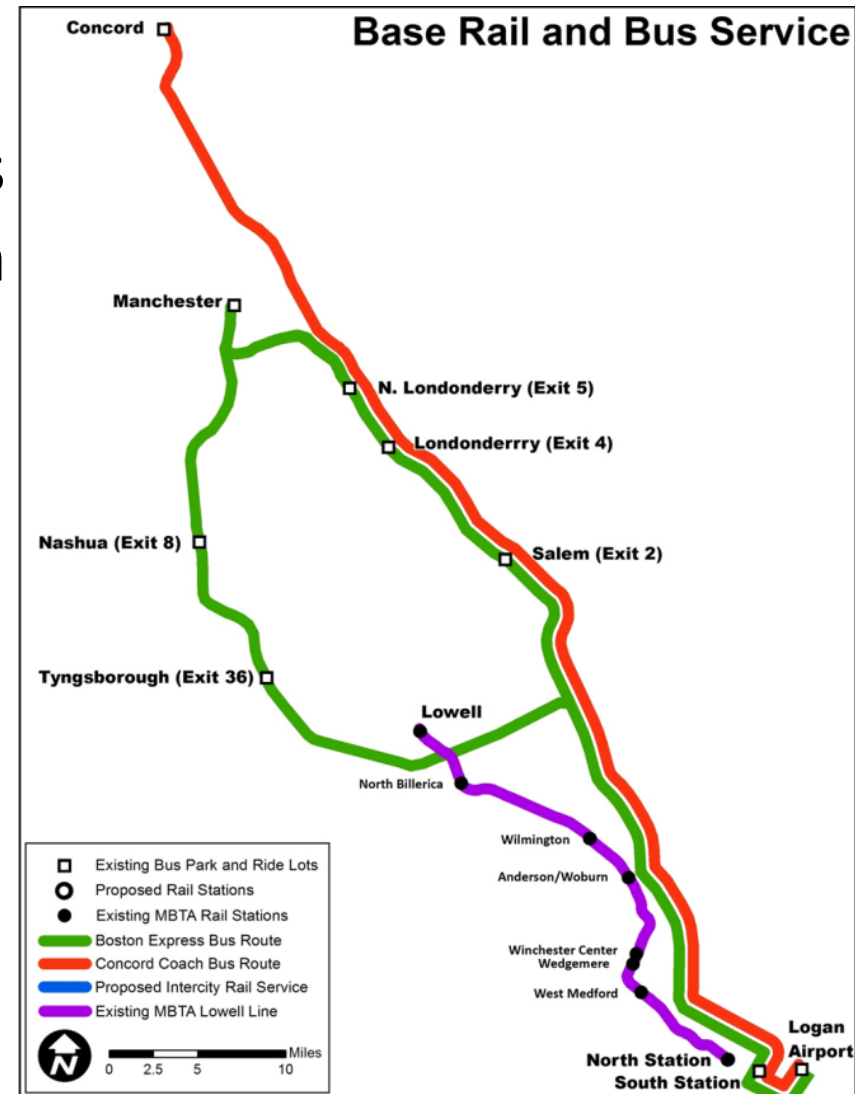 Base Rail and Bus Service
Concord
s
n
Manchester
N. Londonderry (Exit 5)
Londonderrry (Exit 4)
Nashua (Exit 8)
Salem (Exit 2)
Tyngsborough (Exit 36)
Lowell
North Billerica
Wilmington
Anderson/Woburn
Winchester Center
Wedgemere
West Medford
Logan
Airport
North Station
South Station
Existing Bus Park and Ride Lots
Proposed Rail Stations
Existing MBTA Rail Stations
Boston Express Bus Route
Concord Coach Bus Route
Proposed Intercity Rail Service
Existing MBTA Lowell Line
N
Miles
0 2.5 5 10